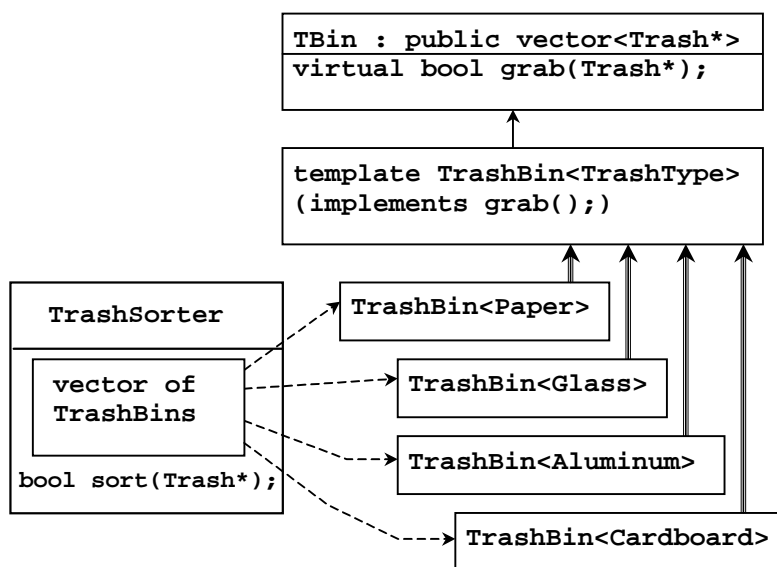 TBin : public vector<Trash*>
virtual bool grab(Trash*);
template TrashBin<TrashType>
(implements grab();)
TrashSorter
vector of
TrashBins
bool sort(Trash*);
TrashBin<Paper>
TrashBin<Glass>
TrashBin<Aluminum>
TrashBin<Cardboard>